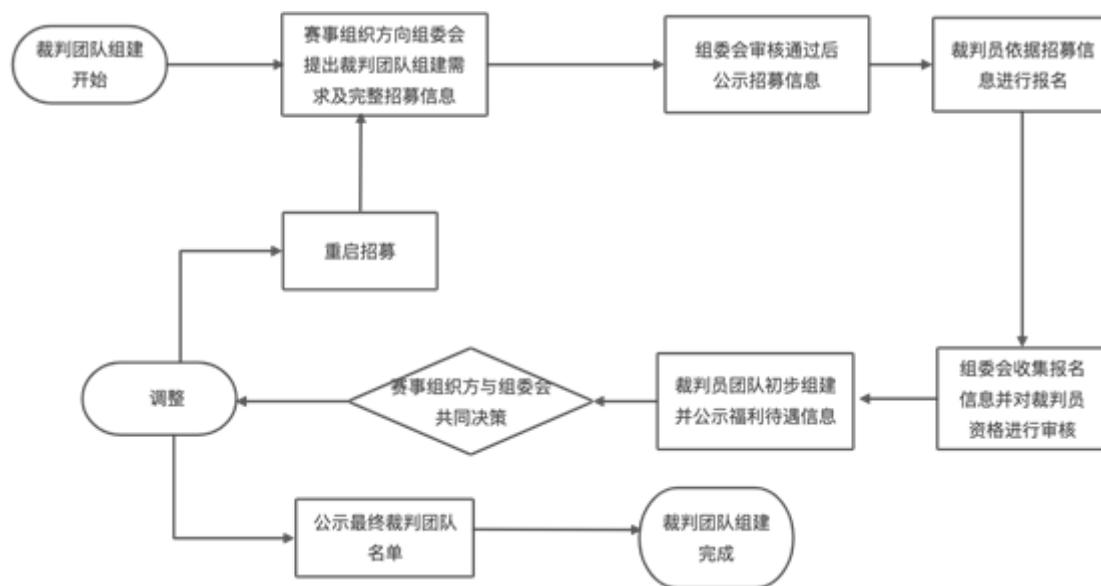 裁判团队组建
开始
赛事组织方向组委会
提出裁判团队组建需
求及完整招募信息
组委会审核通过后
公示招募信息
裁判员依据招募信
息进行报名
重启招募
组委会收集报名
信息并对裁判员
资格进行审核
裁判员团队初步组建
并公示福利待遇信息
赛事组织方与组委会
共同决策
调整
公示最终裁判团队
名单
裁判团队组建
完成